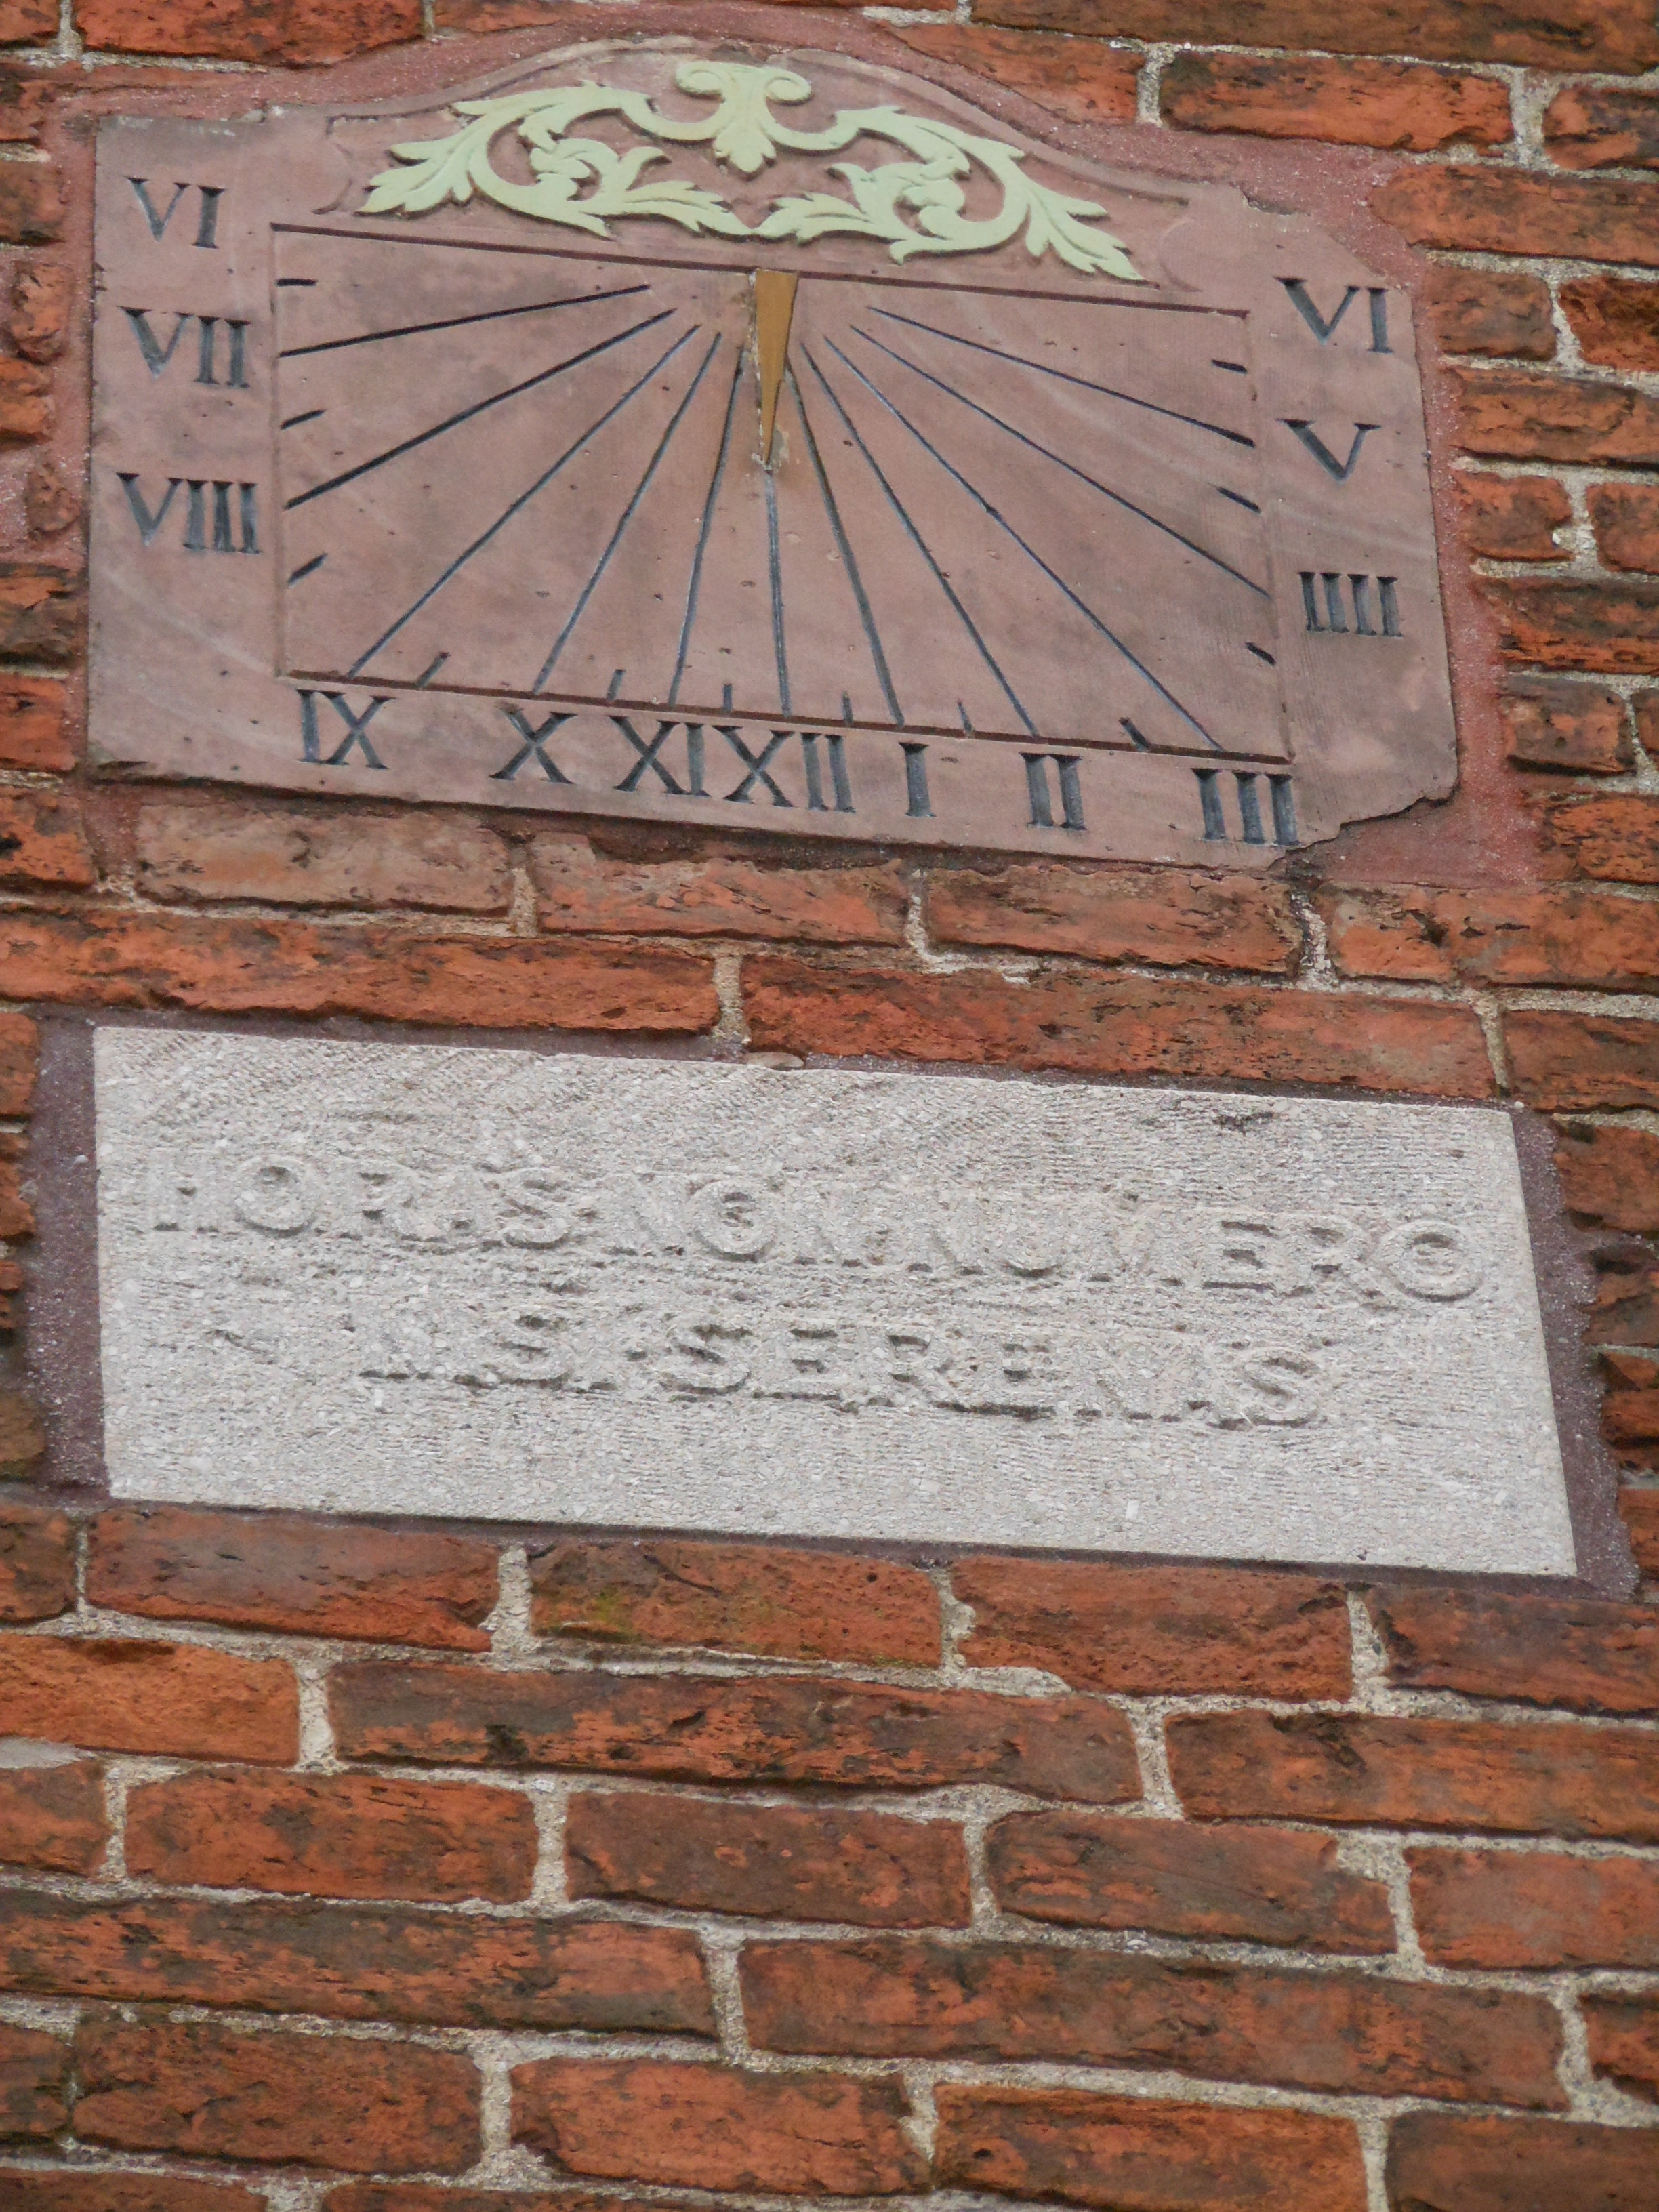 VI VI
VII V
VIII IIII
IX X XI XII I II III
HORAS NON NUMERO
NISI SERENAS